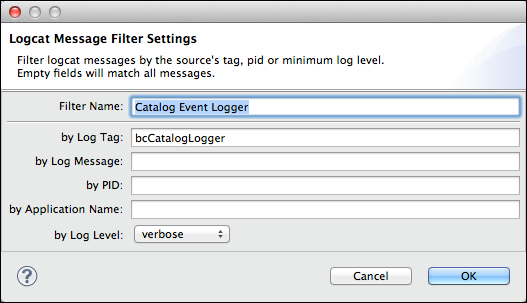 Logcat Message Filter Settings
Filter logcat messages by the source's tag, pid or minimum log level.
Empty fields will match all messages.
Filter Name: Catalog Event Logger
by Log Tag: bcCatalogLogger
by Log Message:
by PID:
by Application Name:
by Log Level: verbose
? Cancel OK